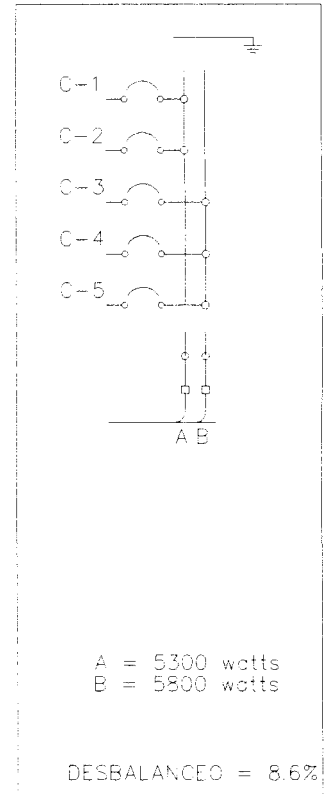 C-1
C-2
C-3
C-4
C-5
A B
A = 5300 watts
B = 5800 watts
DESBALANCEO = 8.6%